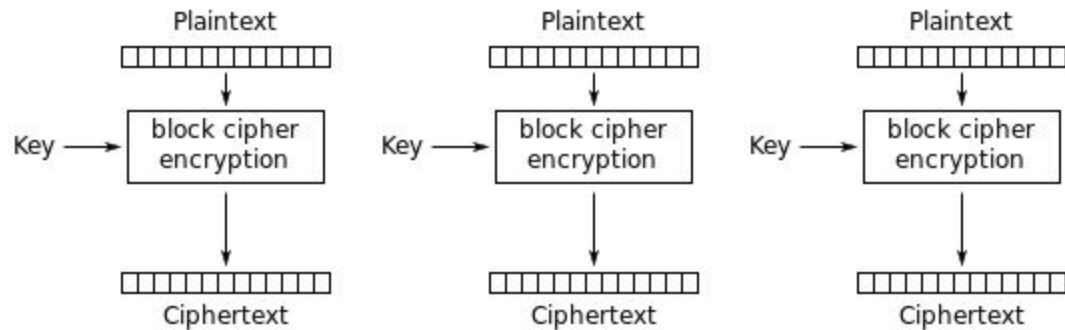 Plaintext
Plaintext
Plaintext
Key
block cipher
encryption
Key
block cipher
encryption
Key
block cipher
encryption
Ciphertext
Ciphertext
Ciphertext